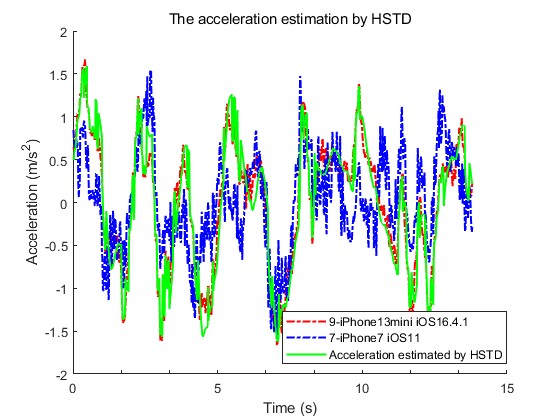 The acceleration estimation by HSTD
2
1.5
1
0.5
0
-0.5
-1
-1.5
-2
Acceleration (m/s²)
9-iPhone13mini iOS16.4.1
7-iPhone7 iOS11
Acceleration estimated by HSTD
0 5 10 15
Time (s)